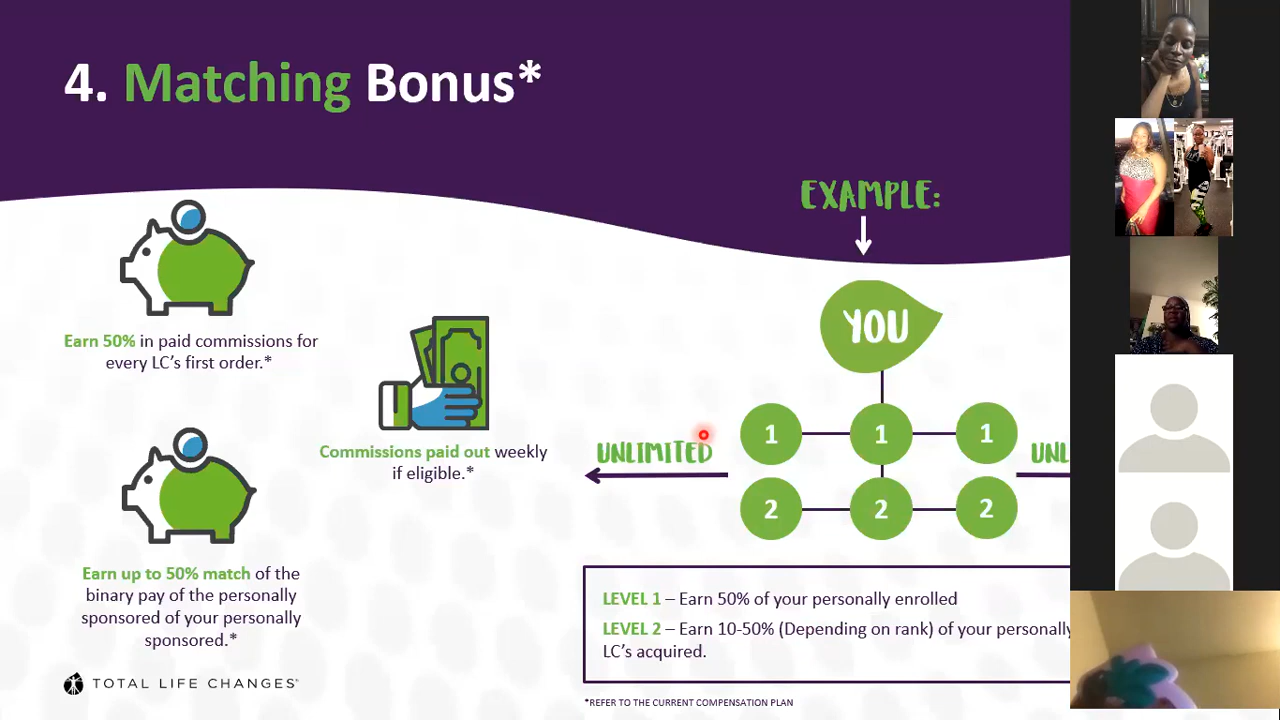 4. Matching Bonus*
Earn 50% in paid commissions for
every LC's first order.*
Commissions paid out weekly
if eligible.*
Earn up to 50% match of the
binary pay of the personally
sponsored of your personally
sponsored.*
TOTAL LIFE CHANGES®
EXAMPLE:
YOU
1 1 1
UNLIMITED UNL
2 2 2
LEVEL 1 – Earn 50% of your personally enrolled
LEVEL 2 – Earn 10-50% (Depending on rank) of your personally
LC's acquired.
*REFER TO THE CURRENT COMPENSATION PLAN